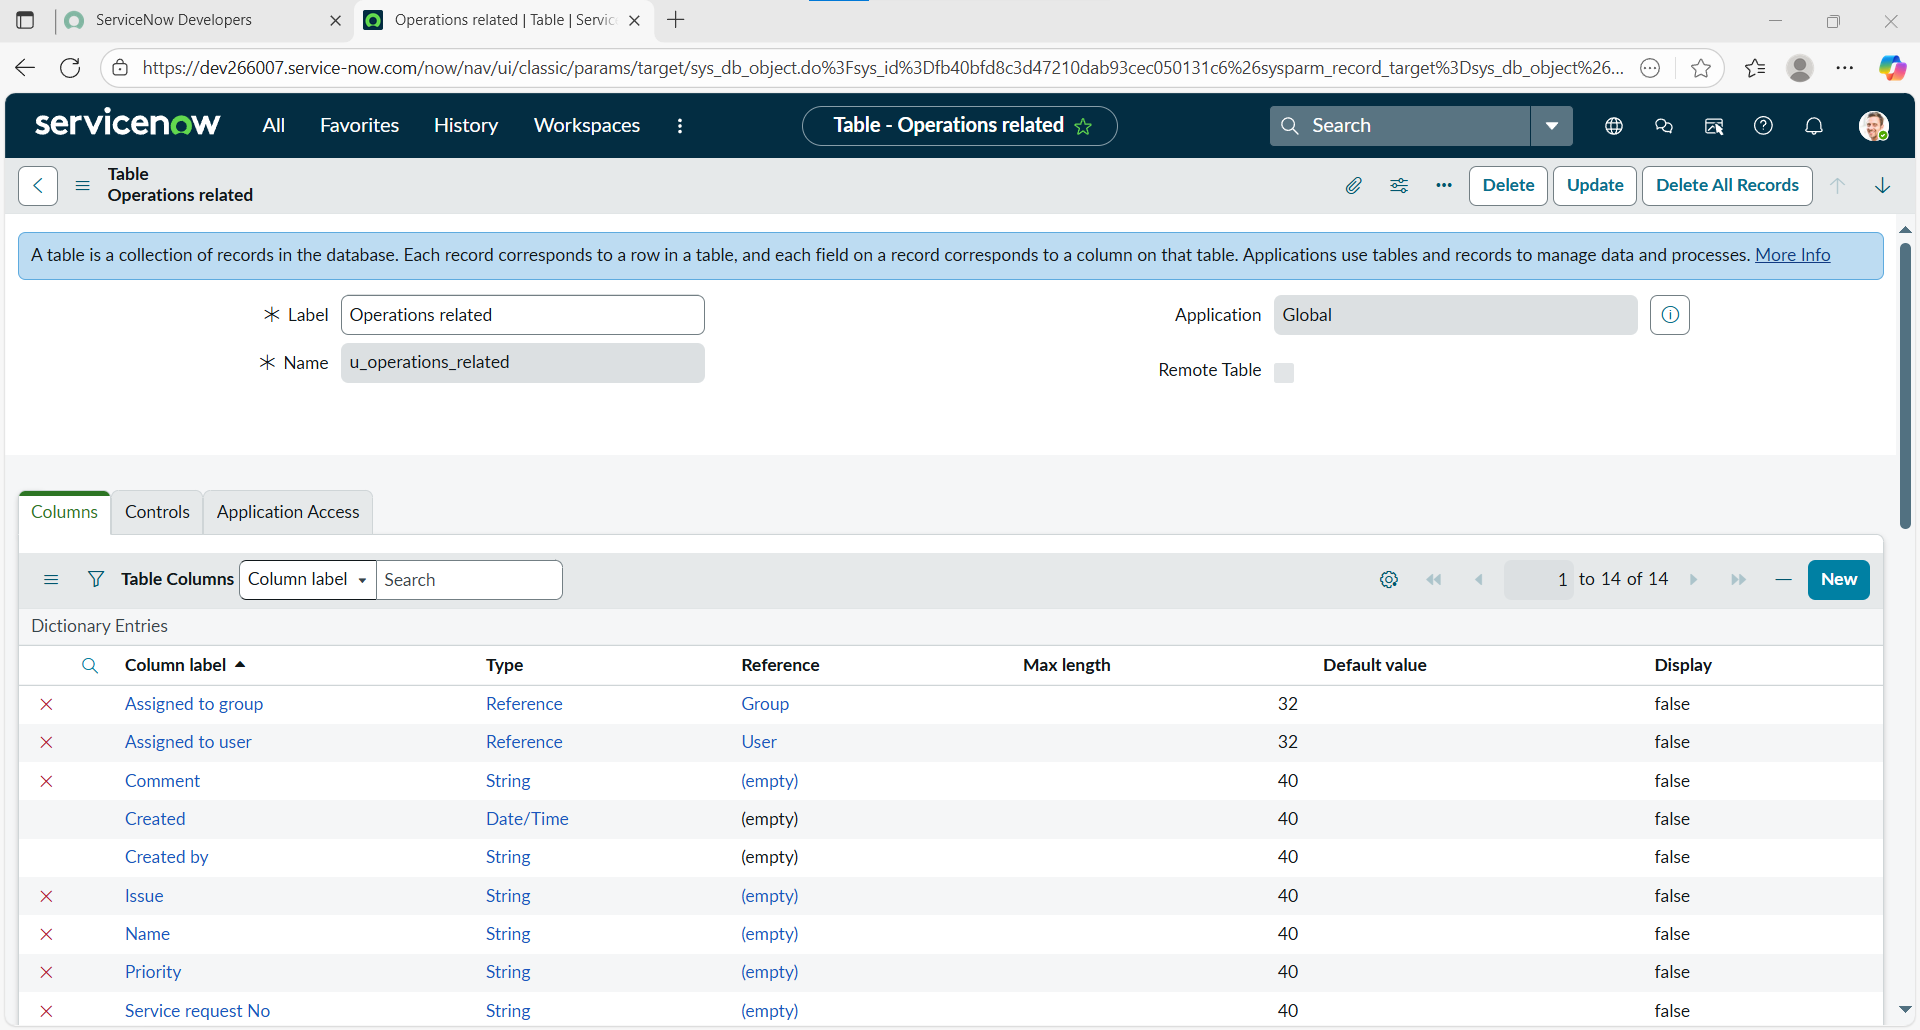 ServiceNow Developers
Operations related | Table | Servic
https://dev266007.service-now.com/now/nav/ui/classic/params/target/sys_db_object.do%3Fsys_id%3Dfb40bfd8c3d47210dab93cec050131c6%26sysparm_record_target%3Dsys_db_object%26...
servicenow All Favorites History Workspaces Table - Operations related Search
Table
Operations related
Delete Update Delete All Records
A table is a collection of records in the database. Each record corresponds to a row in a table, and each field on a record corresponds to a column on that table. Applications use tables and records to manage data and processes. More Info
Label Operations related Application Global
Name u_operations_related Remote Table
Columns Controls Application Access
Table Columns Column label Search 1 to 14 of 14 New
Dictionary Entries
Column label Type Reference Max length Default value Display
Assigned to group Reference Group 32 false
Assigned to user Reference User 32 false
Comment String (empty) 40 false
Created Date/Time (empty) 40 false
Created by String (empty) 40 false
Issue String (empty) 40 false
Name String (empty) 40 false
Priority String (empty) 40 false
Service request No String (empty) 40 false